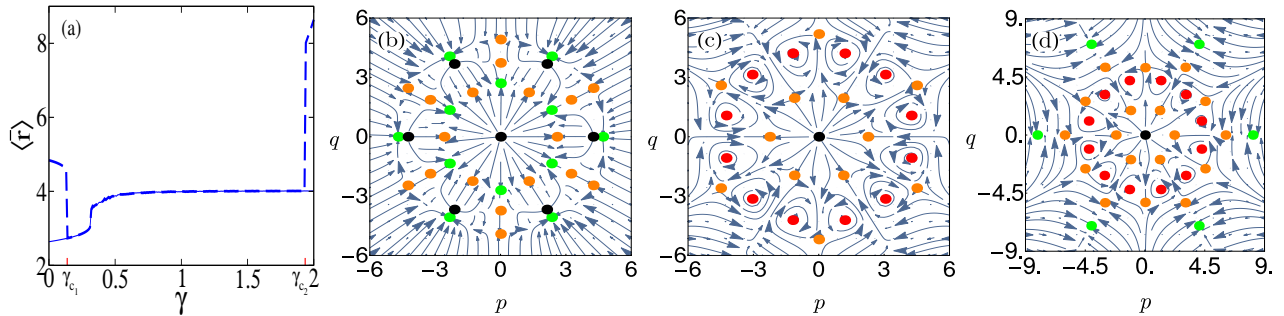 (a)
8
6
4
2
⟨r̄⟩
0 γc₁ 0.5 1 1.5 γc₂ 2
γ
(b)
6
3
0
−3
−6
q
−6 −3 0 3 6
p
(c)
6
3
0
−3
−6
q
−6 −3 0 3 6
p
(d)
9.
4.5
0.
−4.5
−9.
q
−9. −4.5 0. 4.5 9.
p